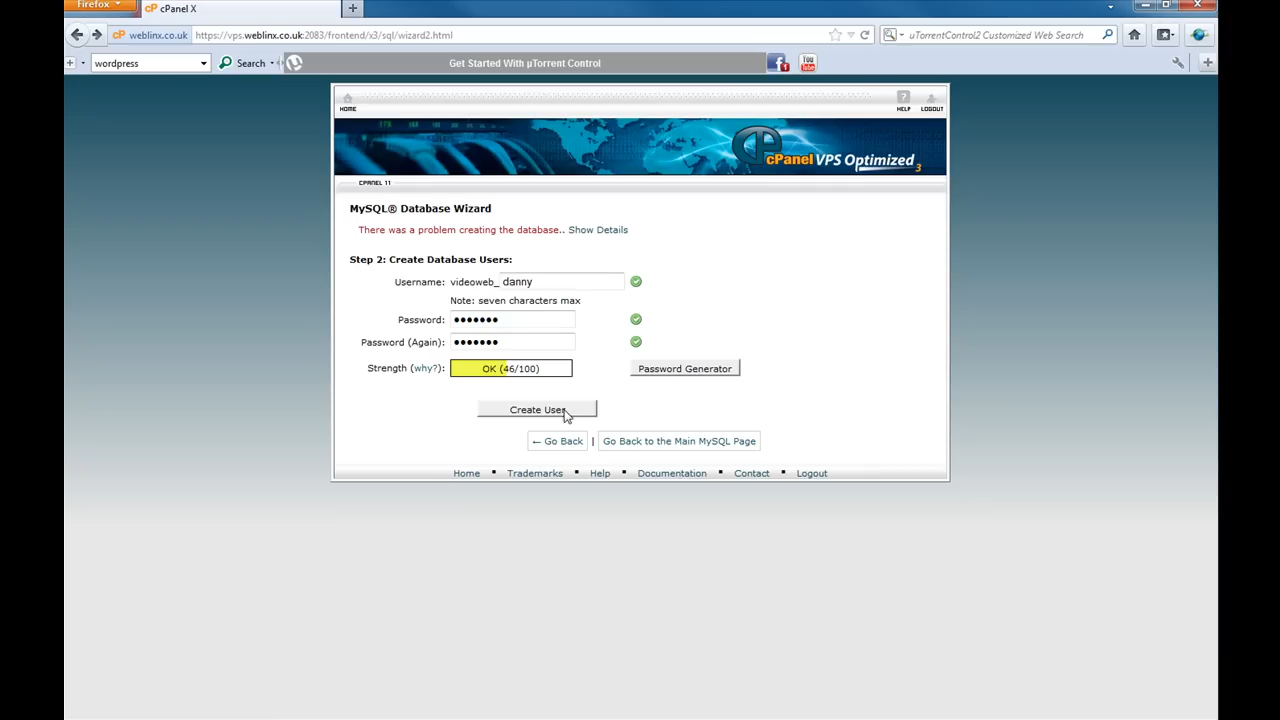 Firefox
cP cPanel X
weblinx.co.uk https://vps.weblinx.co.uk:2083/frontend/x3/sql/wizard2.html uTorrentControl2 Customized Web Search
wordpress Search Get Started With µTorrent Control You Tube
HOME HELP LOGOUT
cPanel VPS Optimized 3
CPANEL 11
MySQL® Database Wizard
There was a problem creating the database.. Show Details
Step 2: Create Database Users:
Username: videoweb_ danny
Note: seven characters max
Password: •••••••
Password (Again): •••••••
Strength (why?): OK (46/100) Password Generator
Create User
← Go Back | Go Back to the Main MySQL Page
Home ▪ Trademarks ▪ Help ▪ Documentation ▪ Contact ▪ Logout